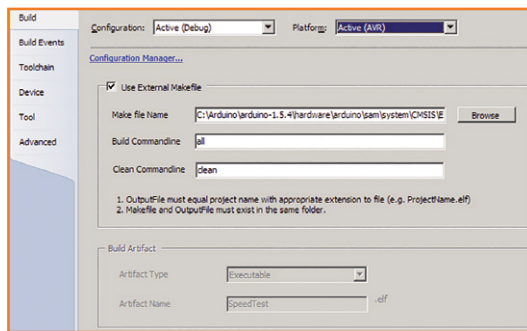 Build
Build Events
Toolchain
Device
Tool
Advanced
Configuration: Active (Debug) Platform: Active (AVR)
Configuration Manager...
Use External Makefile
Make file Name C:\Arduino\arduino-1.5.4\hardware\arduino\sam\system\CMSIS\E Browse
Build Commandline all
Clean Commandline clean
1. OutputFile must equal project name with appropriate extension to file (e.g. ProjectName.elf)
2. Makefile and OutputFile must exist in the same folder.
Build Artifact
Artifact Type Executable
Artifact Name SpeedTest .elf